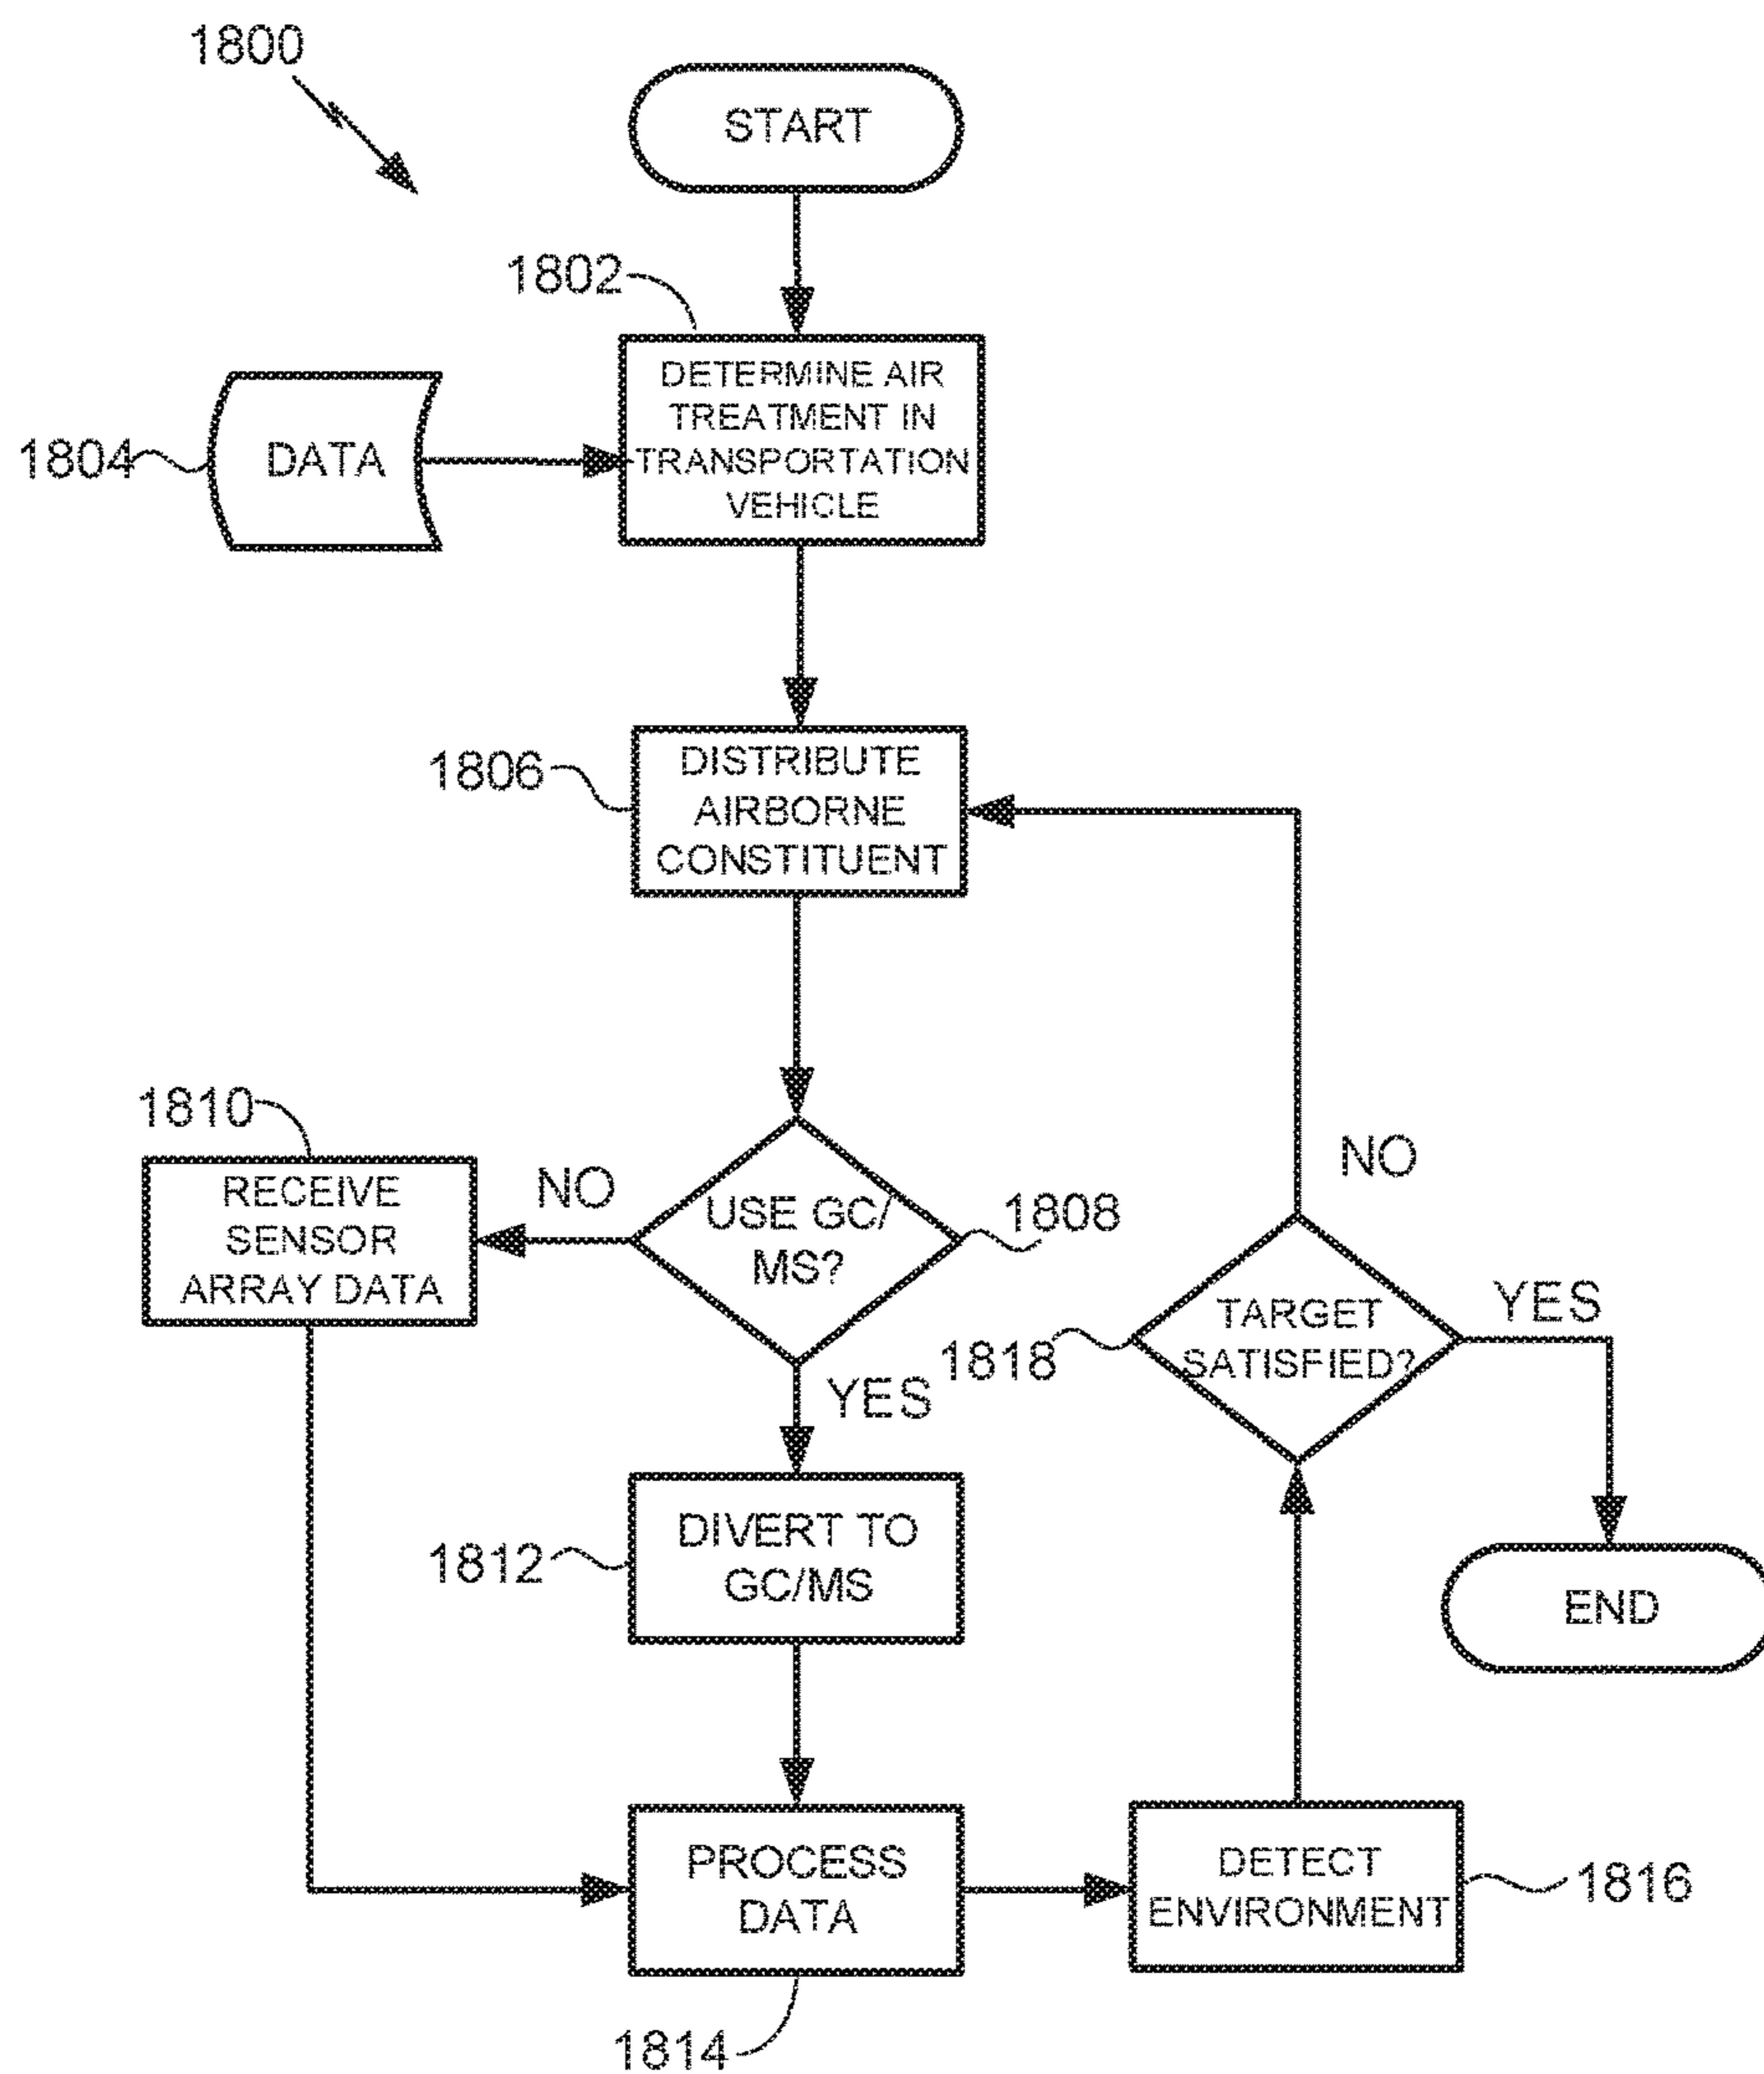 1800
START
1802
DETERMINE AIR
TREATMENT IN
TRANSPORTATION
VEHICLE
1804
DATA
1806
DISTRIBUTE
AIRBORNE
CONSTITUENT
1810
RECEIVE
SENSOR
ARRAY DATA
NO
USE GC/
MS?
1808
YES
NO
TARGET
SATISFIED?
1818
YES
1812
DIVERT TO
GC/MS
END
PROCESS
DATA
1814
DETECT
ENVIRONMENT
1816